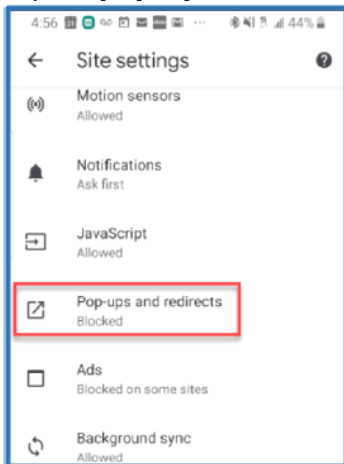 4:56 44%
Site settings
Motion sensors
Allowed
Notifications
Ask first
JavaScript
Allowed
Pop-ups and redirects
Blocked
Ads
Blocked on some sites
Background sync
Allowed